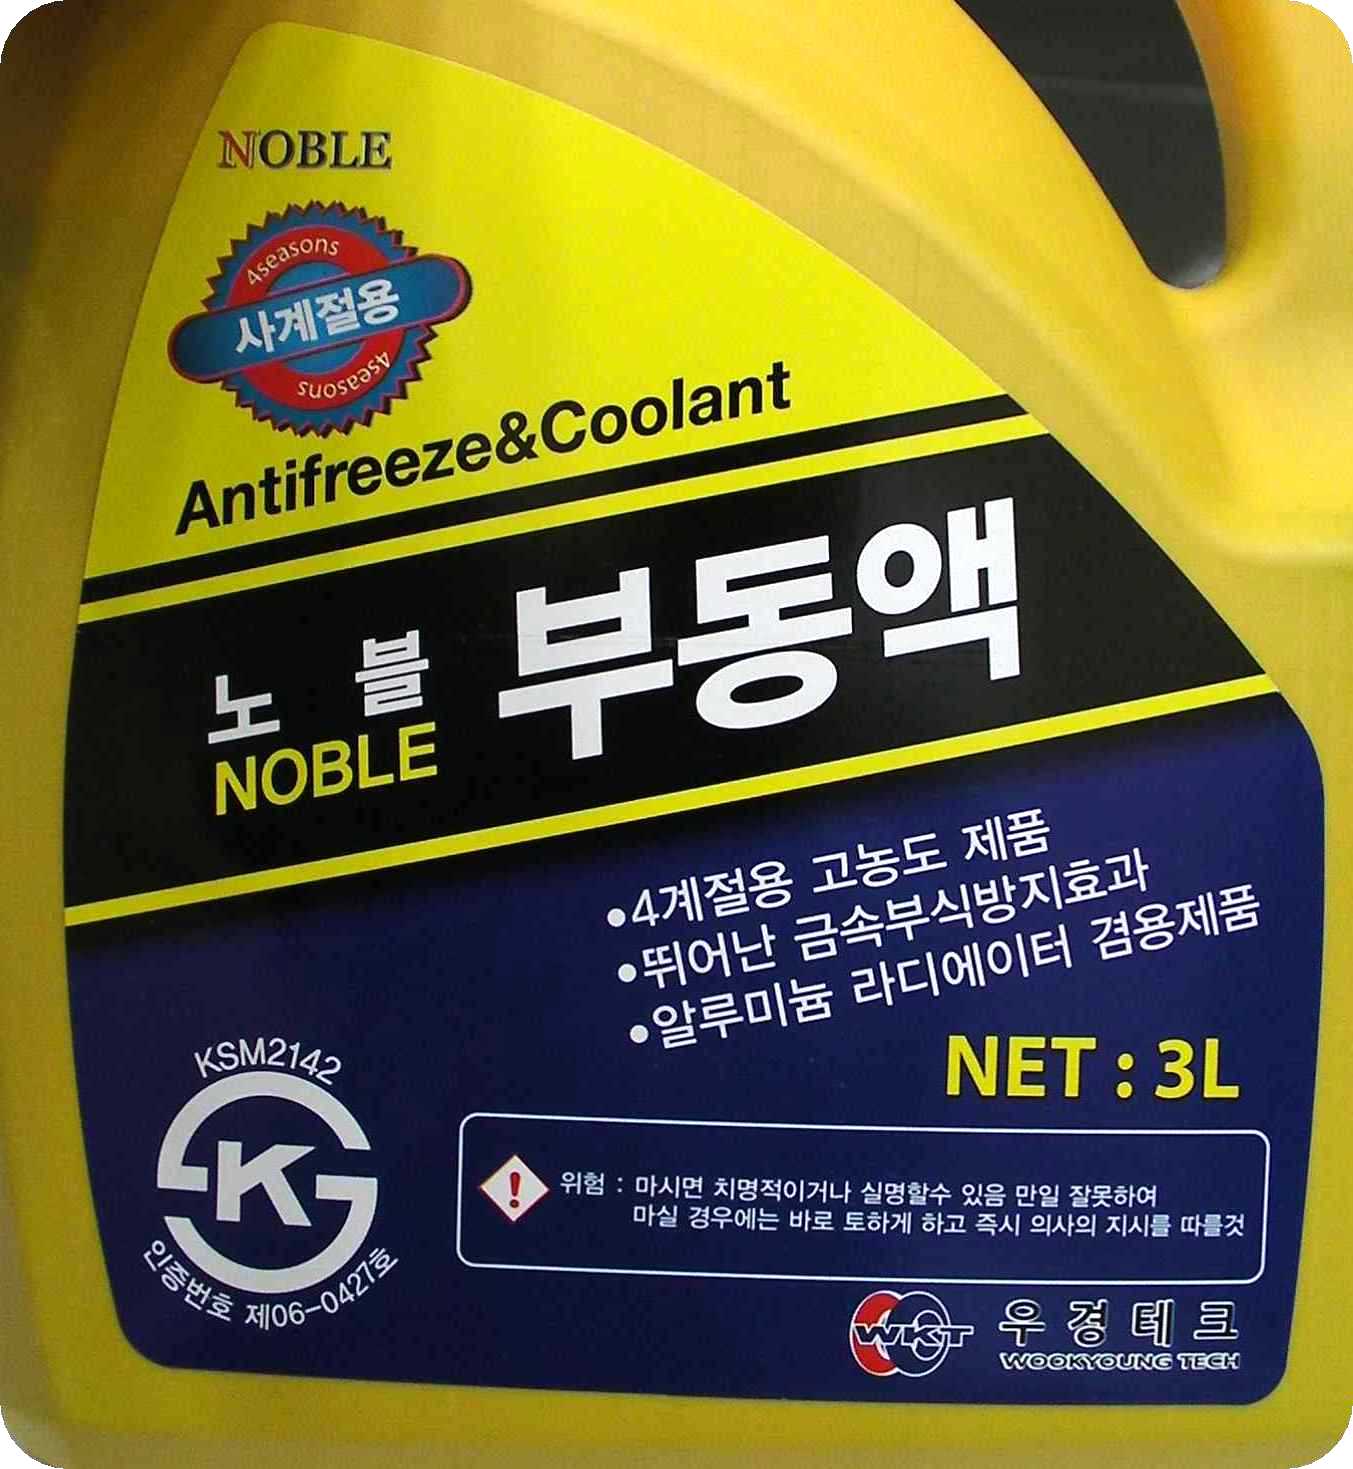 NOBLE
4seasons
사계절용
4seasons
Antifreeze&Coolant
노블 부동액
NOBLE
•4계절용 고농도 제품
•뛰어난 금속부식방지효과
•알루미늄 라디에이터 겸용제품
NET : 3L
KSM2142
K
인증번호 제06-0427호
위험 : 마시면 치명적이거나 실명할수 있음 만일 잘못하여
마실 경우에는 바로 토하게 하고 즉시 의사의 지시를 따를것
WKT 우경테크
WOOKYOUNG TECH